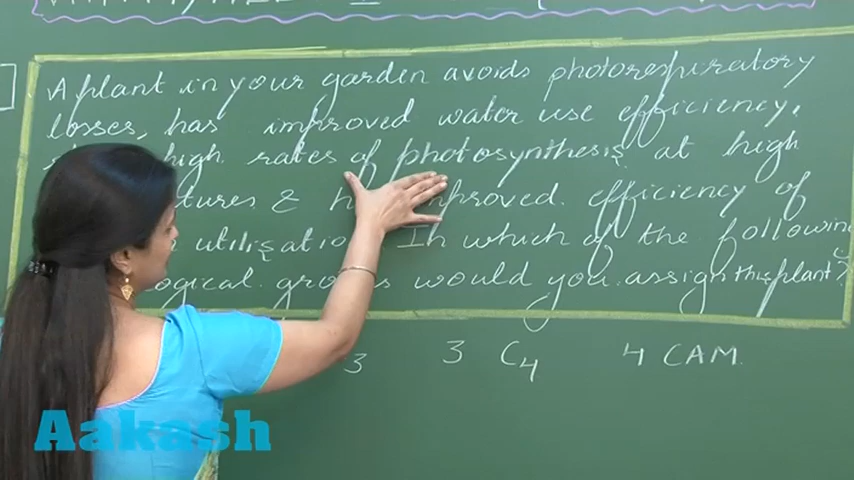 A plant in your garden avoids photorespiratory
losses, has improved water use efficiency,
high rates of photosynthesis at high
tures & h improved efficiency of
utilisation In which of the following
ogical groups would you assign this plant?
3 3 C4 4 CAM
Aakash